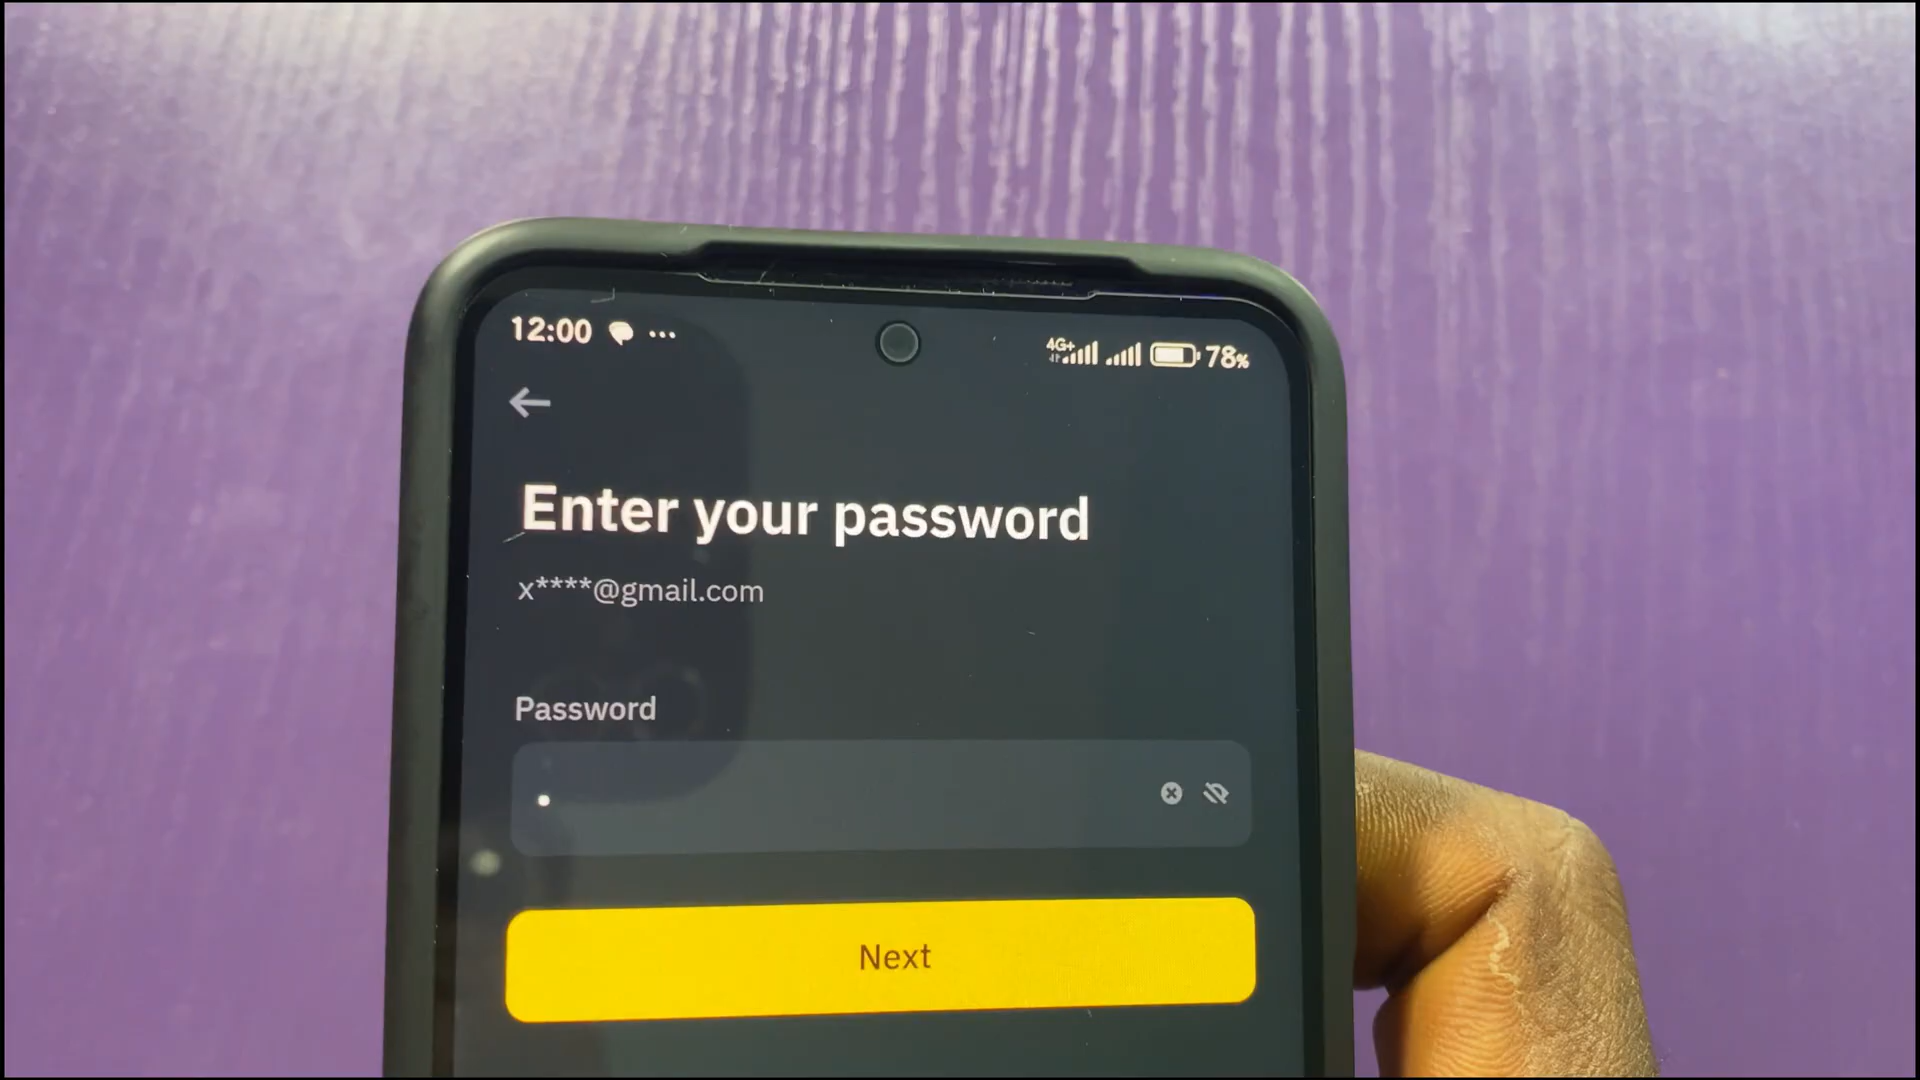 12:00 ... 4G+ 78%
Enter your password
x****@gmail.com
Password
Next